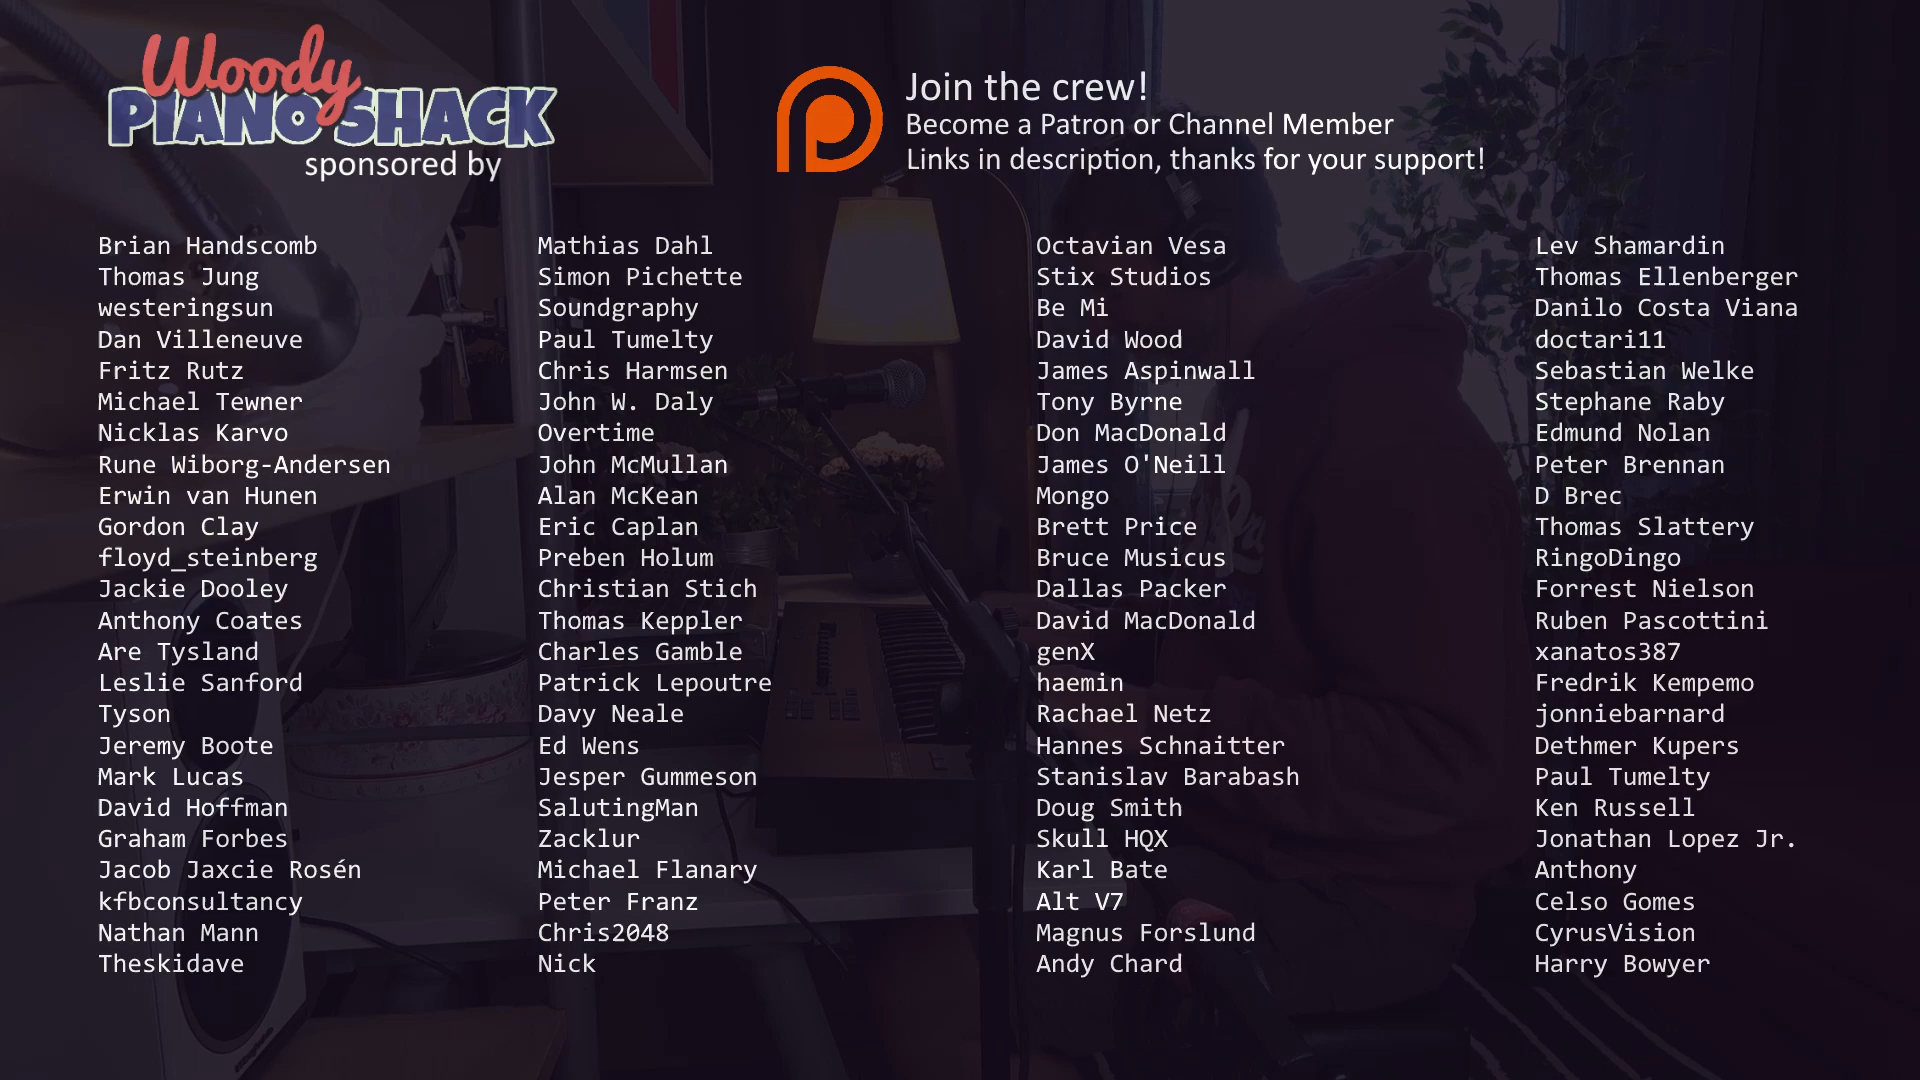 Woody
PIANO SHACK
sponsored by
Join the crew!
Become a Patron or Channel Member
Links in description, thanks for your support!
Brian Handscomb
Thomas Jung
westeringsun
Dan Villeneuve
Fritz Rutz
Michael Tewner
Nicklas Karvo
Rune Wiborg-Andersen
Erwin van Hunen
Gordon Clay
floyd_steinberg
Jackie Dooley
Anthony Coates
Are Tysland
Leslie Sanford
Tyson
Jeremy Boote
Mark Lucas
David Hoffman
Graham Forbes
Jacob Jaxcie Rosén
kfbconsultancy
Nathan Mann
Theskidave
Mathias Dahl
Simon Pichette
Soundgraphy
Paul Tumelty
Chris Harmsen
John W. Daly
Overtime
John McMullan
Alan McKean
Eric Caplan
Preben Holum
Christian Stich
Thomas Keppler
Charles Gamble
Patrick Lepoutre
Davy Neale
Ed Wens
Jesper Gummeson
SalutingMan
Zacklur
Michael Flanary
Peter Franz
Chris2048
Nick
Octavian Vesa
Stix Studios
Be Mi
David Wood
James Aspinwall
Tony Byrne
Don MacDonald
James O'Neill
Mongo
Brett Price
Bruce Musicus
Dallas Packer
David MacDonald
genX
haemin
Rachael Netz
Hannes Schnaitter
Stanislav Barabash
Doug Smith
Skull HQX
Karl Bate
Alt V7
Magnus Forslund
Andy Chard
Lev Shamardin
Thomas Ellenberger
Danilo Costa Viana
doctari11
Sebastian Welke
Stephane Raby
Edmund Nolan
Peter Brennan
D Brec
Thomas Slattery
RingoDingo
Forrest Nielson
Ruben Pascottini
xanatos387
Fredrik Kempemo
jonniebarnard
Dethmer Kupers
Paul Tumelty
Ken Russell
Jonathan Lopez Jr.
Anthony
Celso Gomes
CyrusVision
Harry Bowyer